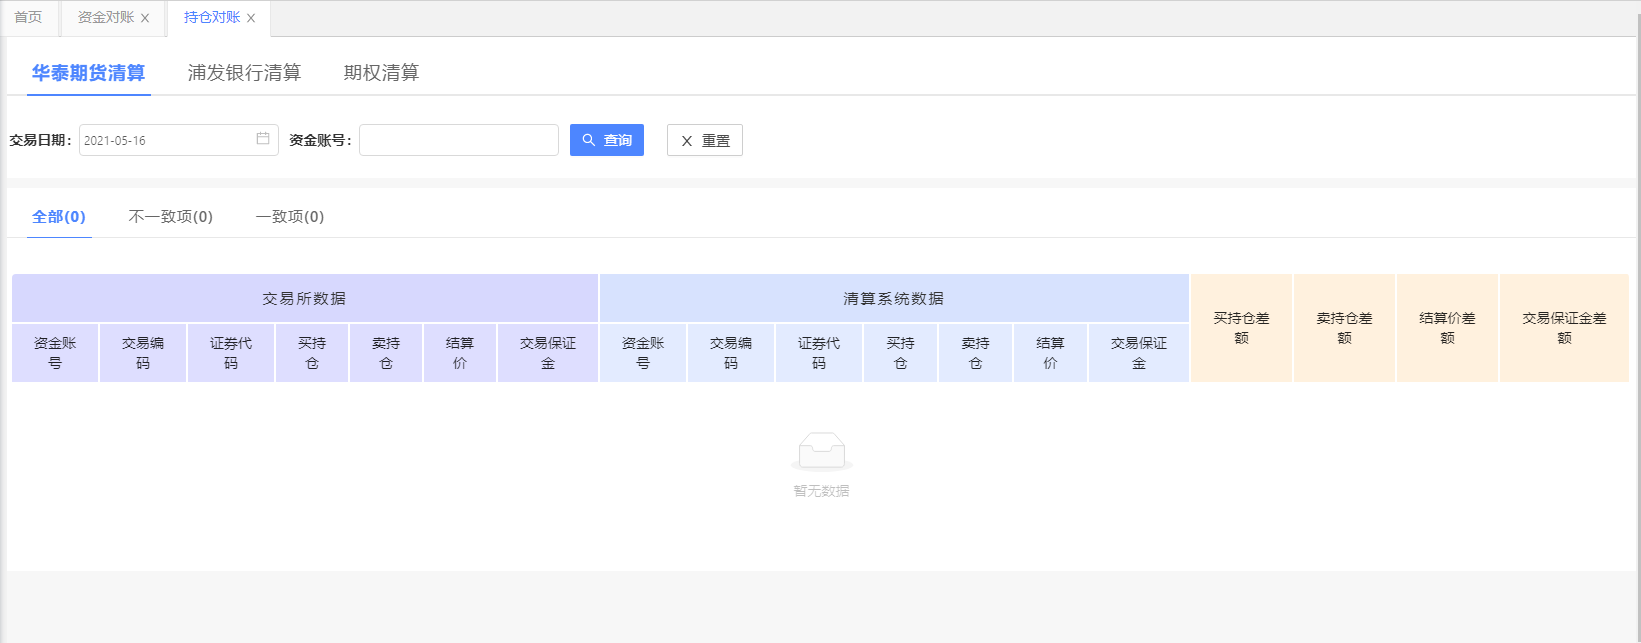 首页 资金对账 X 持仓对账 X
华泰期货清算 浦发银行清算 期权清算
交易日期: 2021-05-16 资金账号: 查询 X 重置
全部(0) 不一致项(0) 一致项(0)
交易所数据 清算系统数据 买持仓差额 卖持仓差额 结算价差额 交易保证金差额
资金账号 交易编码 证券代码 买持仓 卖持仓 结算价 交易保证金 资金账号 交易编码 证券代码 买持仓 卖持仓 结算价 交易保证金
暂无数据